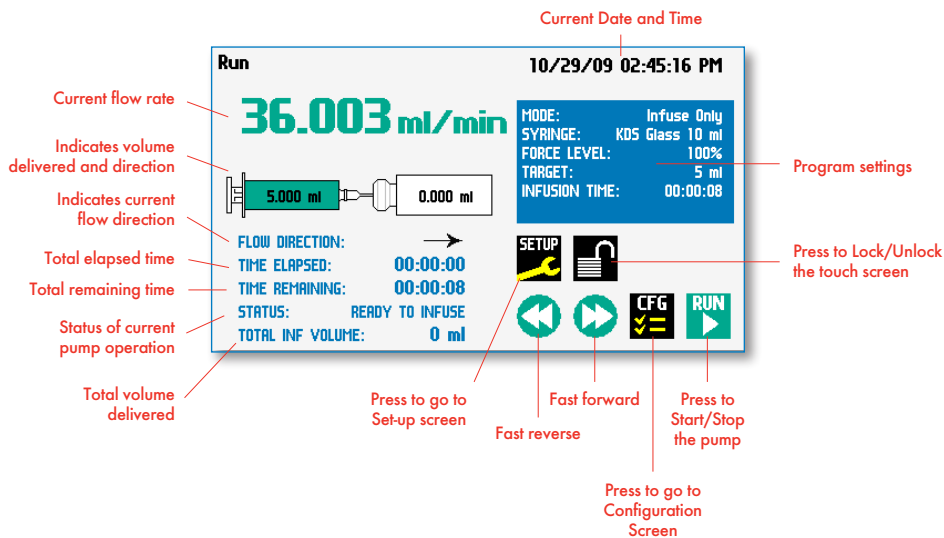 Current Date and Time
Run
10/29/09 02:45:16 PM
Current flow rate
36.003 ml/min
MODE: Infuse Only
SYRINGE: KDS Glass 10 ml
FORCE LEVEL: 100%
TARGET: 5 ml
INFUSION TIME: 00:00:08
Program settings
Indicates volume
delivered and direction
5.000 ml
0.000 ml
Indicates current
flow direction
FLOW DIRECTION:
Total elapsed time
TIME ELAPSED: 00:00:00
Total remaining time
TIME REMAINING: 00:00:08
Status of current
pump operation
STATUS: READY TO INFUSE
TOTAL INF VOLUME: 0 ml
Total volume
delivered
SETUP
Press to Lock/Unlock
the touch screen
CFG
RUN
Press to go to
Set-up screen
Fast reverse
Fast forward
Press to go to
Configuration
Screen
Press to
Start/Stop
the pump